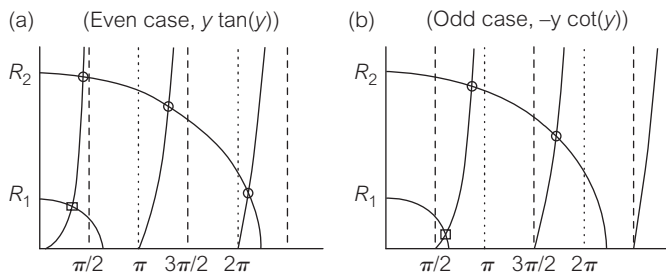 (a) (Even case, y tan(y))
R2
R1
π/2 π 3π/2 2π
(b) (Odd case, –y cot(y))
R2
R1
π/2 π 3π/2 2π